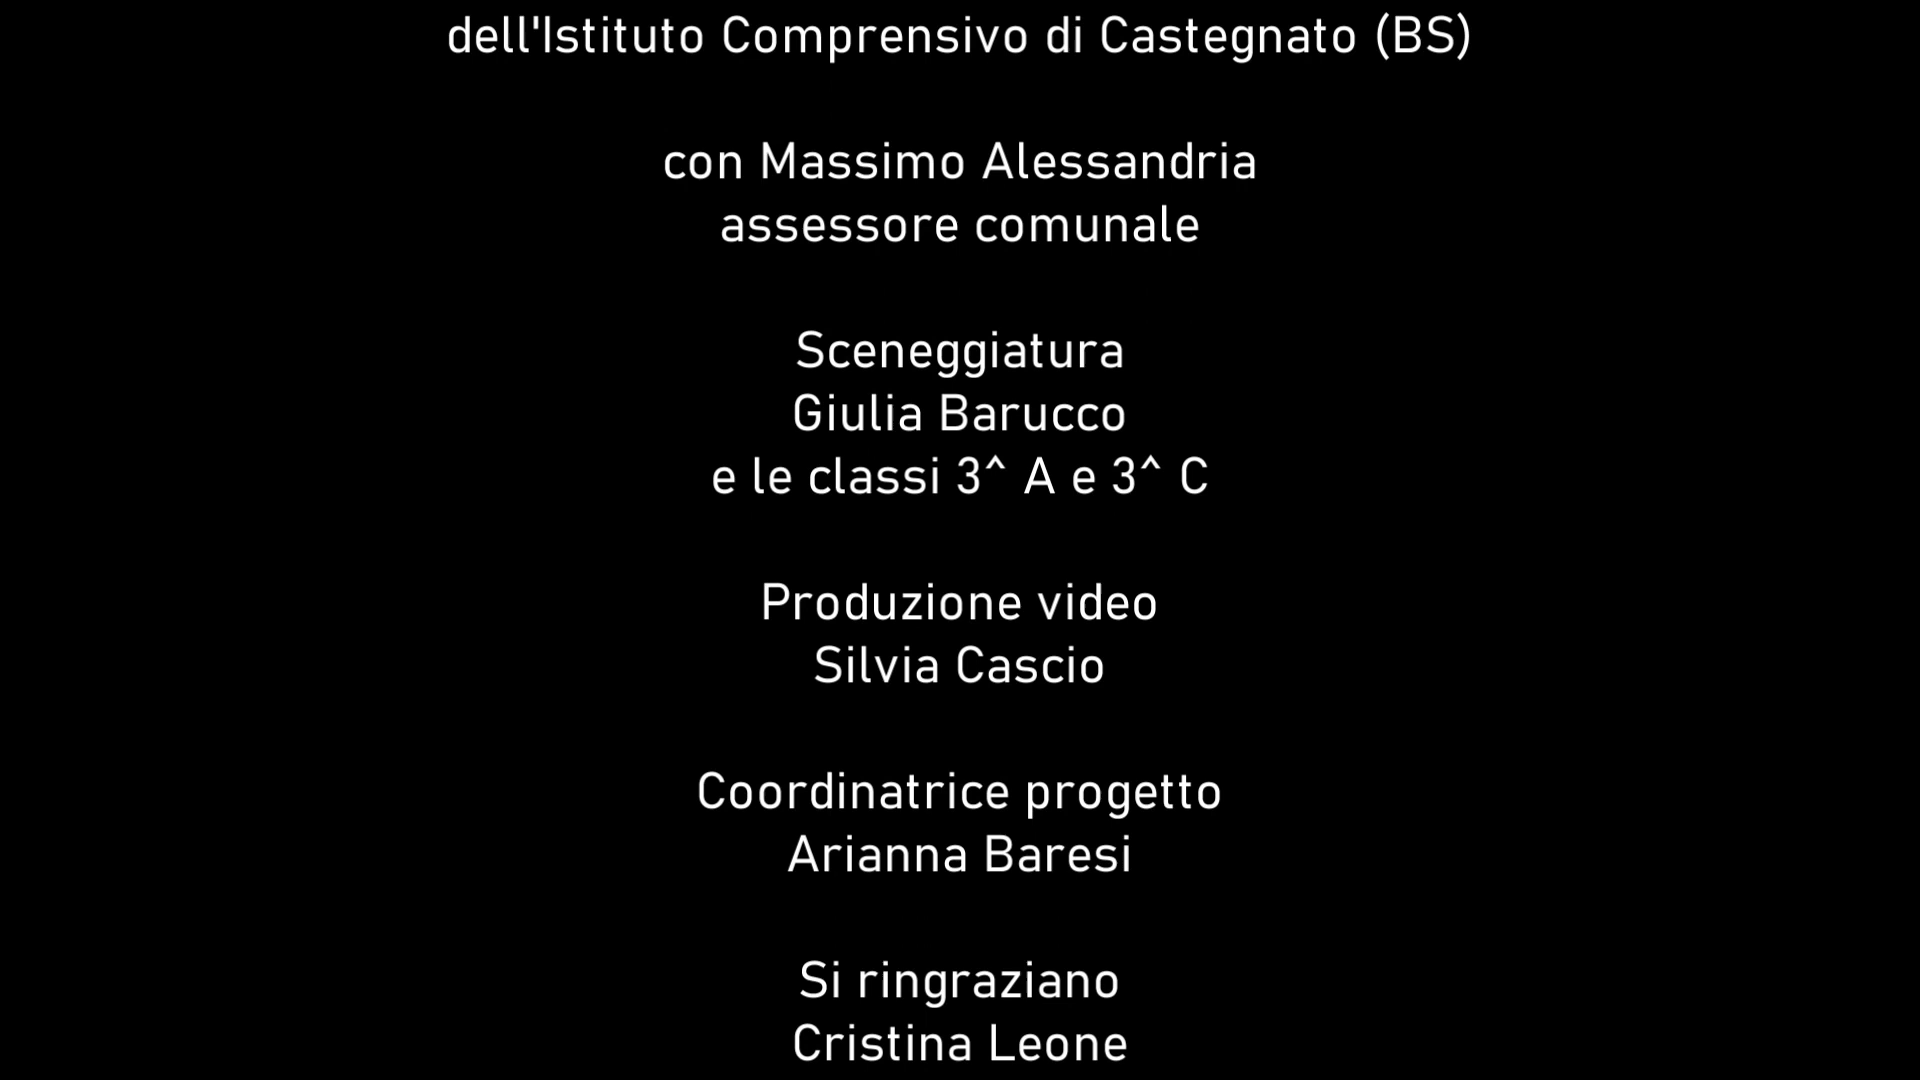 dell'Istituto Comprensivo di Castegnato (BS)
con Massimo Alessandria
assessore comunale
Sceneggiatura
Giulia Barucco
e le classi 3^ A e 3^ C
Produzione video
Silvia Cascio
Coordinatrice progetto
Arianna Baresi
Si ringraziano
Cristina Leone